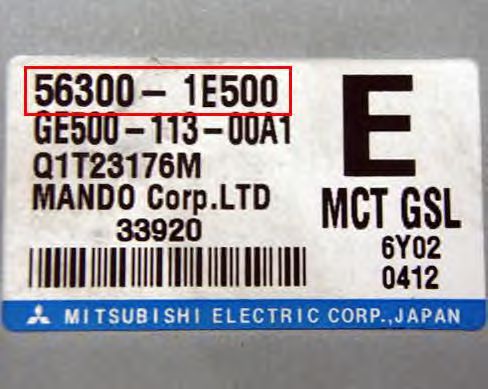 56300 - 1E500
GE500-113-00A1
Q1T23176M
MANDO Corp.LTD
33920
E
MCT GSL
6Y02
0412
MITSUBISHI ELECTRIC CORP.,JAPAN